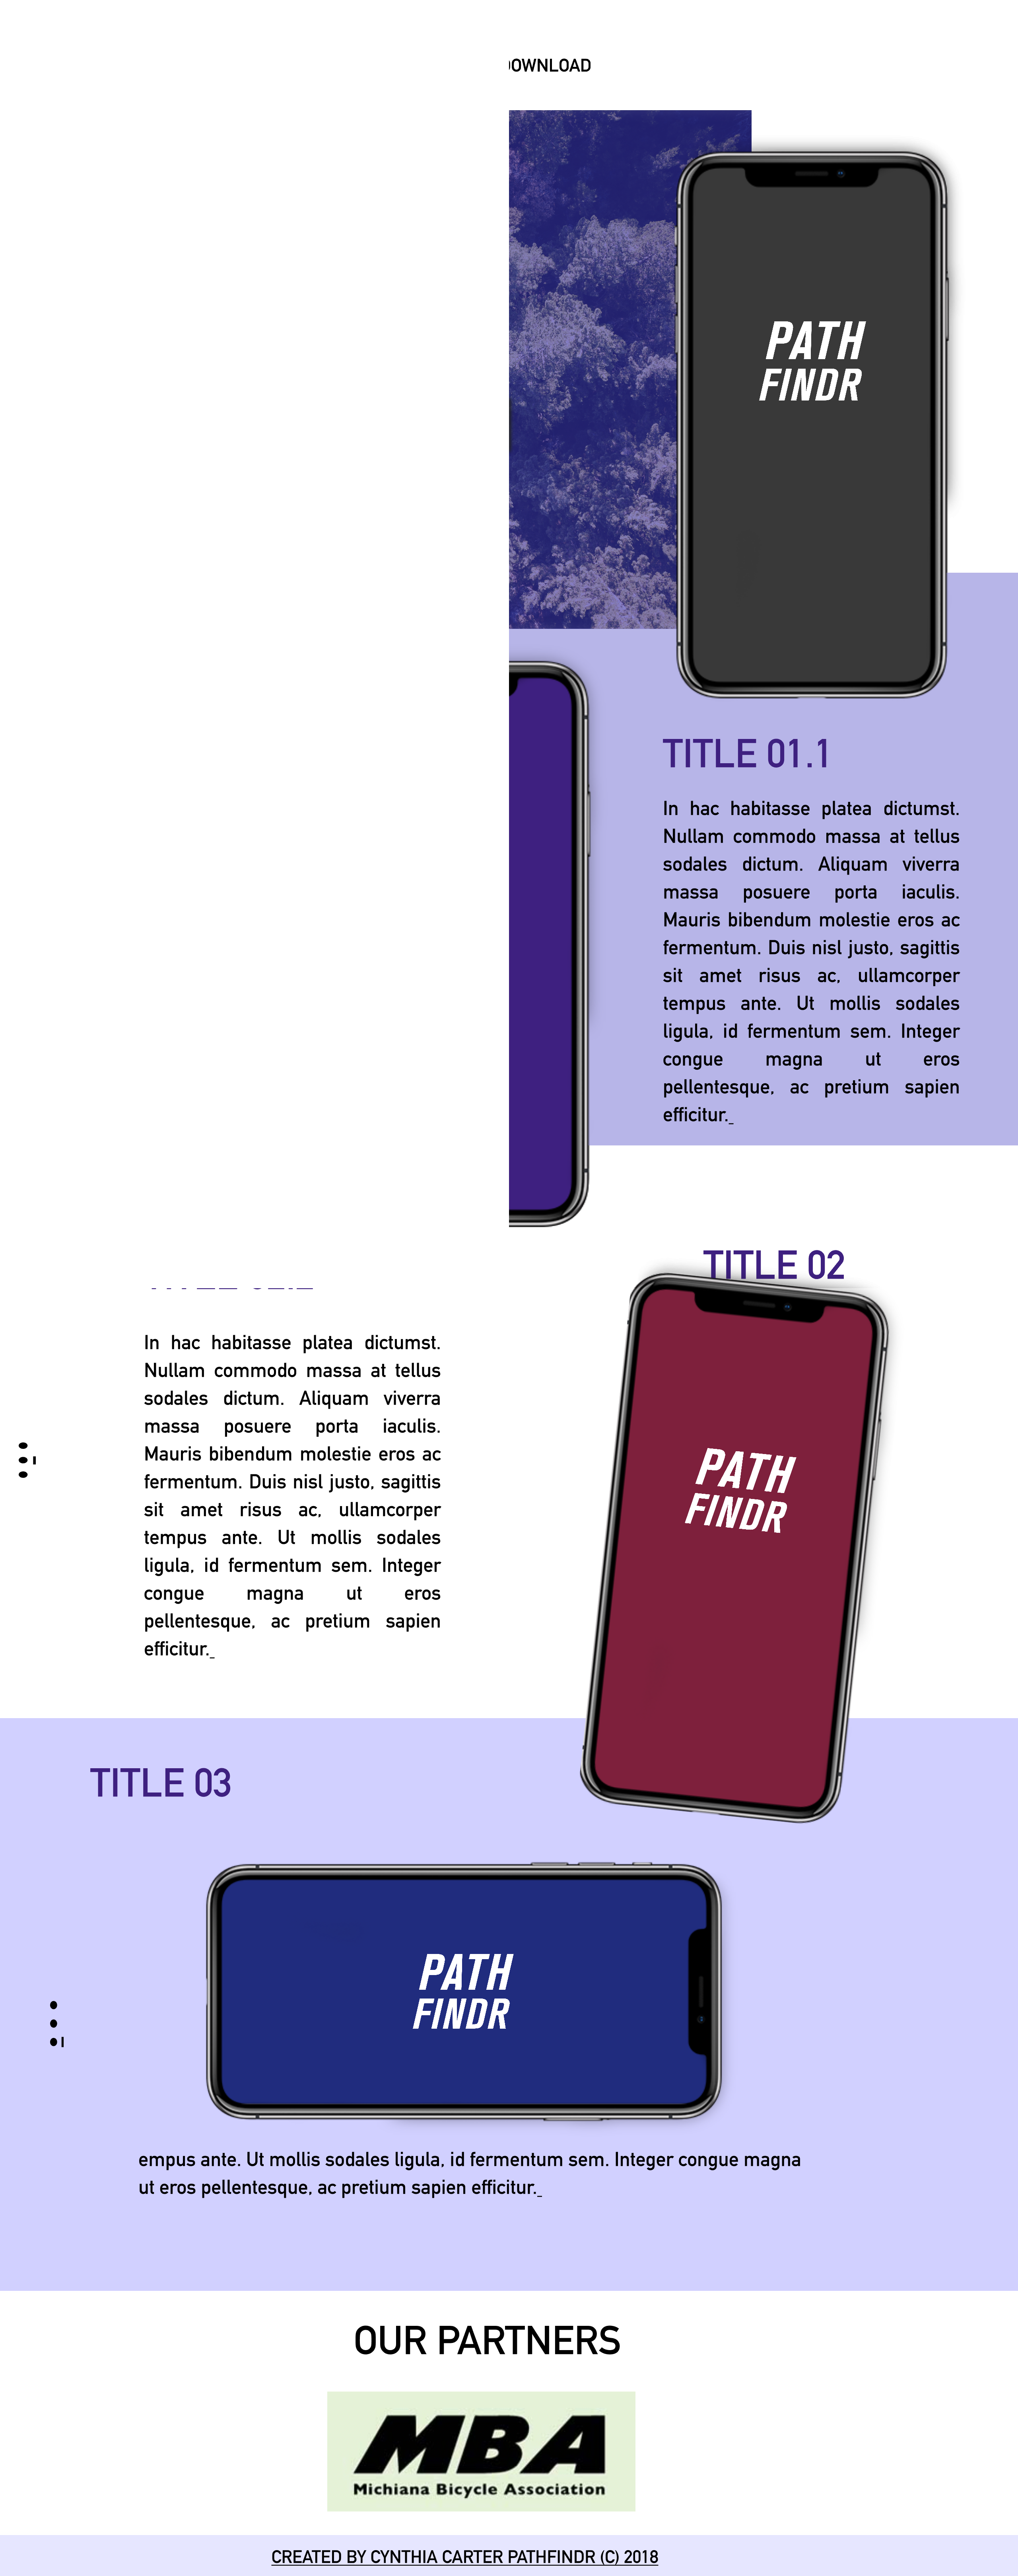 DOWNLOAD
PATH
FINDR
TITLE 01.1
In hac habitasse platea dictumst.
Nullam commodo massa at tellus
sodales dictum. Aliquam viverra
massa posuere porta iaculis.
Mauris bibendum molestie eros ac
fermentum. Duis nisl justo, sagittis
sit amet risus ac, ullamcorper
tempus ante. Ut mollis sodales
ligula, id fermentum sem. Integer
congue magna ut eros
pellentesque, ac pretium sapien
efficitur.
TITLE 02
In hac habitasse platea dictumst.
Nullam commodo massa at tellus
sodales dictum. Aliquam viverra
massa posuere porta iaculis.
Mauris bibendum molestie eros ac
fermentum. Duis nisl justo, sagittis
sit amet risus ac, ullamcorper
tempus ante. Ut mollis sodales
ligula, id fermentum sem. Integer
congue magna ut eros
pellentesque, ac pretium sapien
efficitur.
PATH
FINDR
TITLE 03
PATH
FINDR
empus ante. Ut mollis sodales ligula, id fermentum sem. Integer congue magna
ut eros pellentesque, ac pretium sapien efficitur.
OUR PARTNERS
MBA
Michiana Bicycle Association
CREATED BY CYNTHIA CARTER PATHFINDR (C) 2018